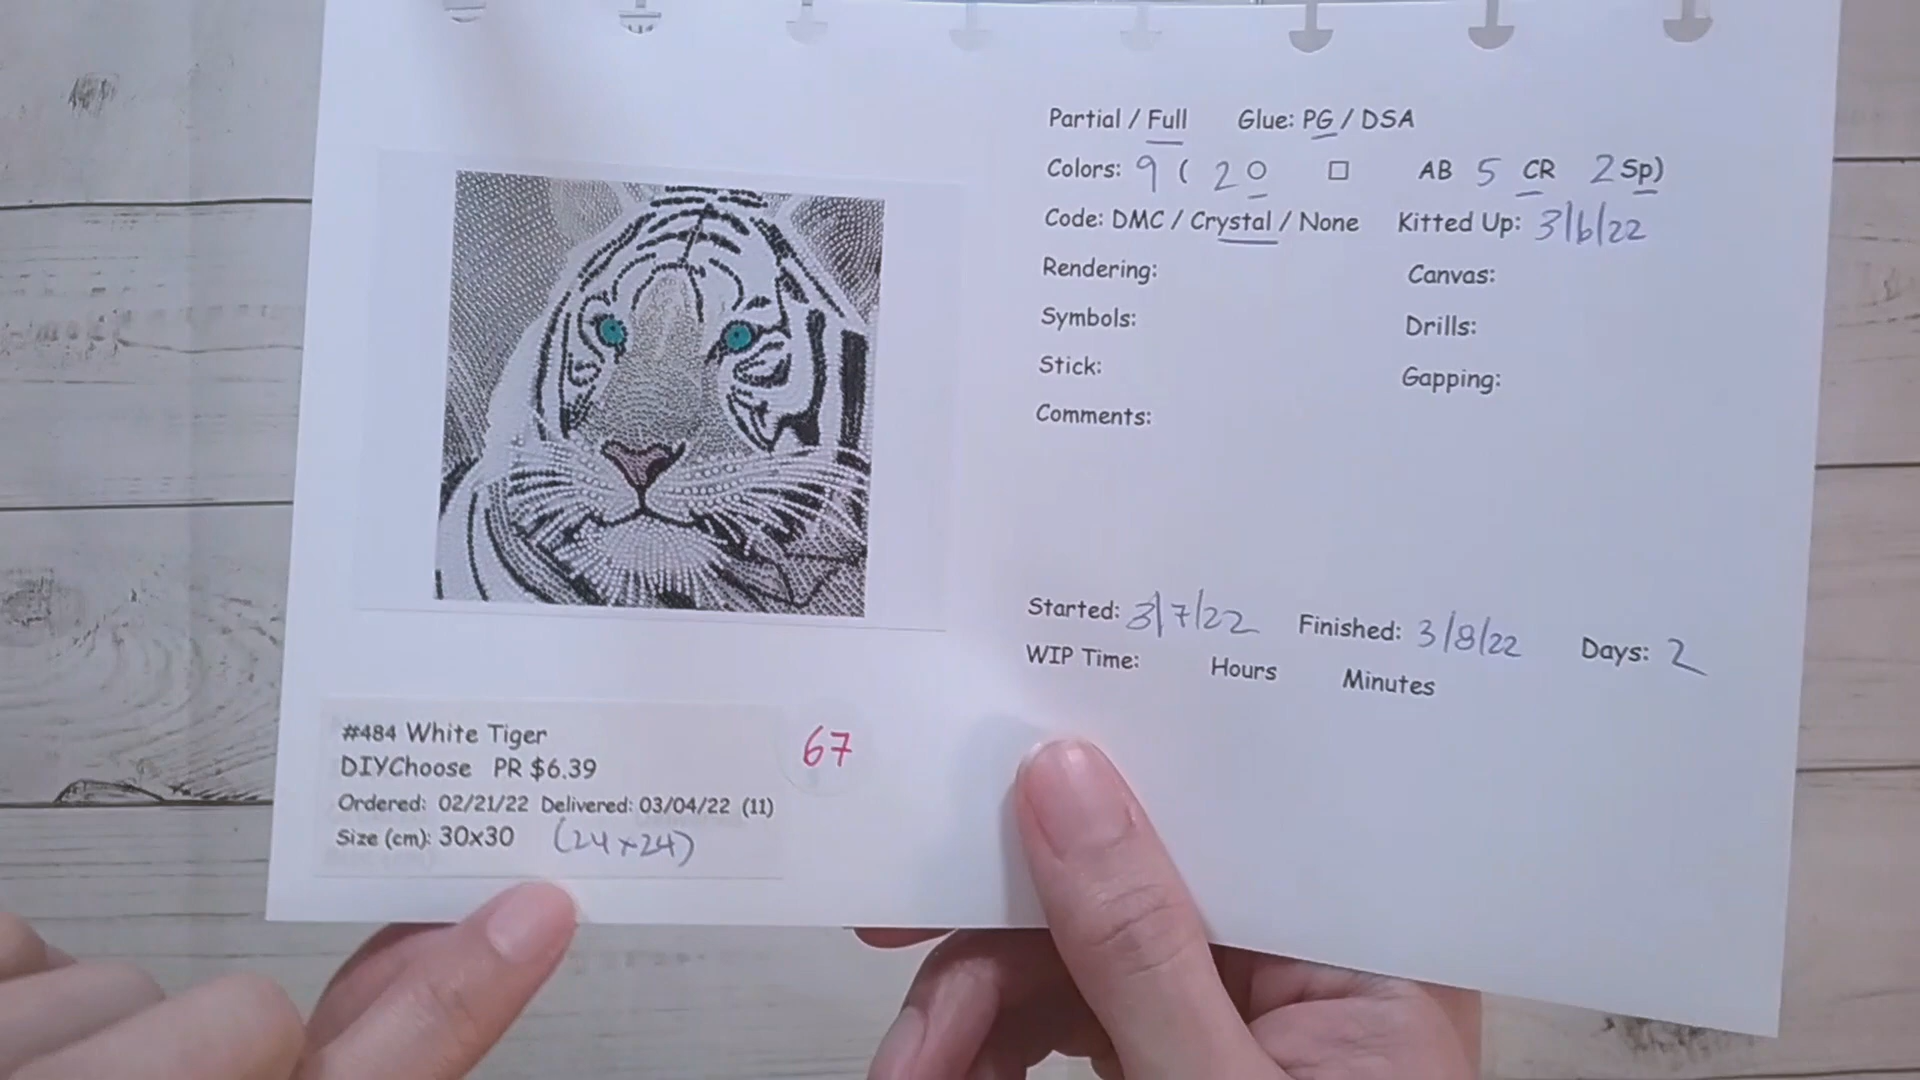 Partial / Full Glue: PG / DSA
Colors: 9 ( 2 ○ □ AB 5 CR 2 Sp)
Code: DMC / Crystal / None Kitted Up: 3/6/22
Rendering: Canvas:
Symbols: Drills:
Stick: Gapping:
Comments:
Started: 3/7/22 Finished: 3/8/22 Days: 2
WIP Time: Hours Minutes
#484 White Tiger
DIYChoose PR $6.39
67
Ordered: 02/21/22 Delivered: 03/04/22 (11)
Size (cm): 30x30 (24x24)